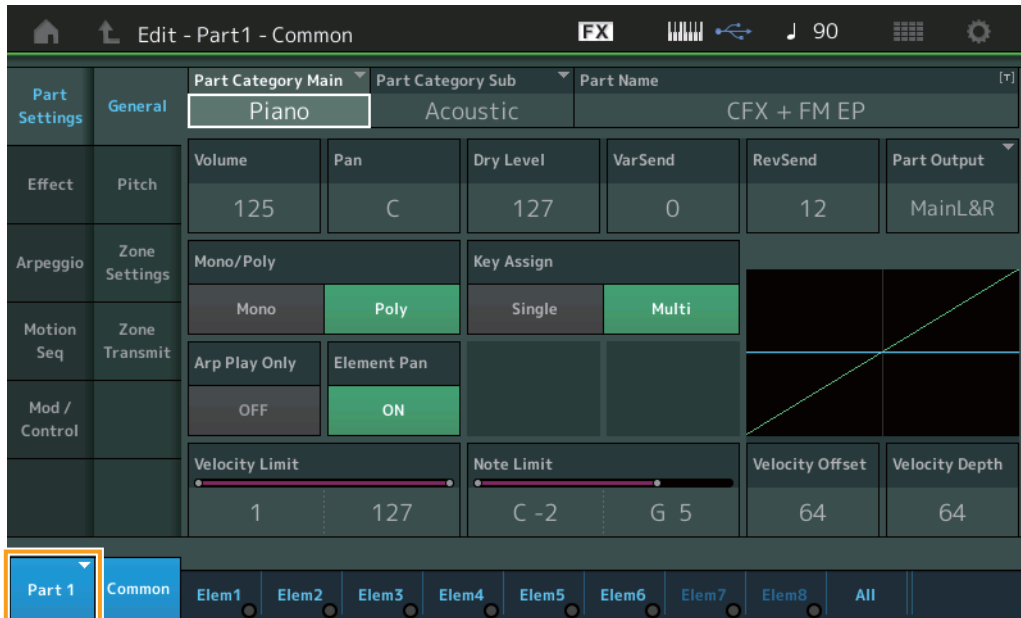 Edit - Part1 - Common
FX
90
Part Settings
General
Part Category Main
Piano
Part Category Sub
Acoustic
Part Name
[T]
CFX + FM EP
Effect
Pitch
Volume
125
Pan
C
Dry Level
127
VarSend
0
RevSend
12
Part Output
MainL&R
Arpeggio
Zone Settings
Mono/Poly
Mono
Poly
Key Assign
Single
Multi
Motion Seq
Zone Transmit
Arp Play Only
OFF
Element Pan
ON
Mod / Control
Velocity Limit
1
127
Note Limit
C -2
G 5
Velocity Offset
64
Velocity Depth
64
Part 1
Common
Elem1
Elem2
Elem3
Elem4
Elem5
Elem6
Elem7
Elem8
All